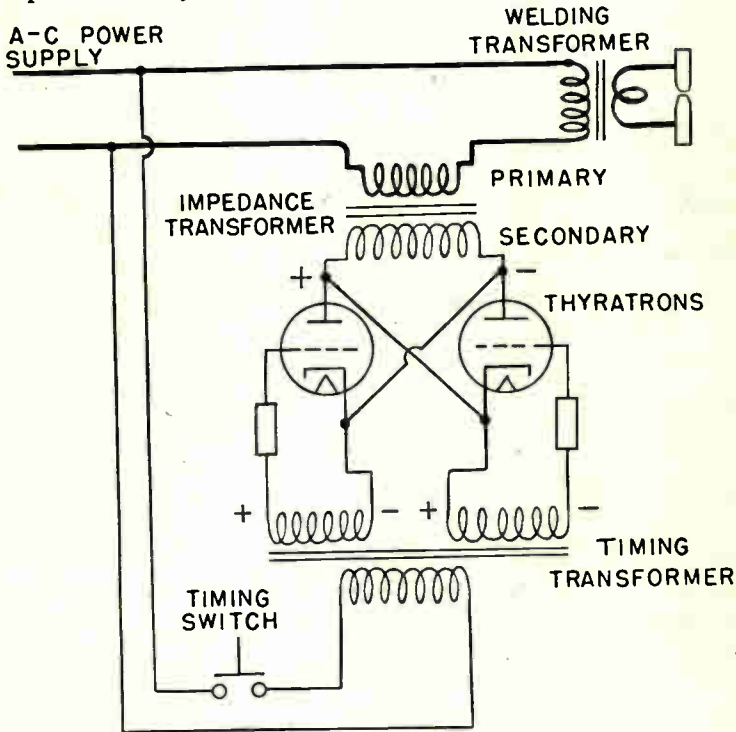 A-C POWER
SUPPLY
WELDING
TRANSFORMER
PRIMARY
IMPEDANCE
TRANSFORMER
SECONDARY
+
−
THYRATRONS
+
−
+
−
TIMING
TRANSFORMER
TIMING
SWITCH